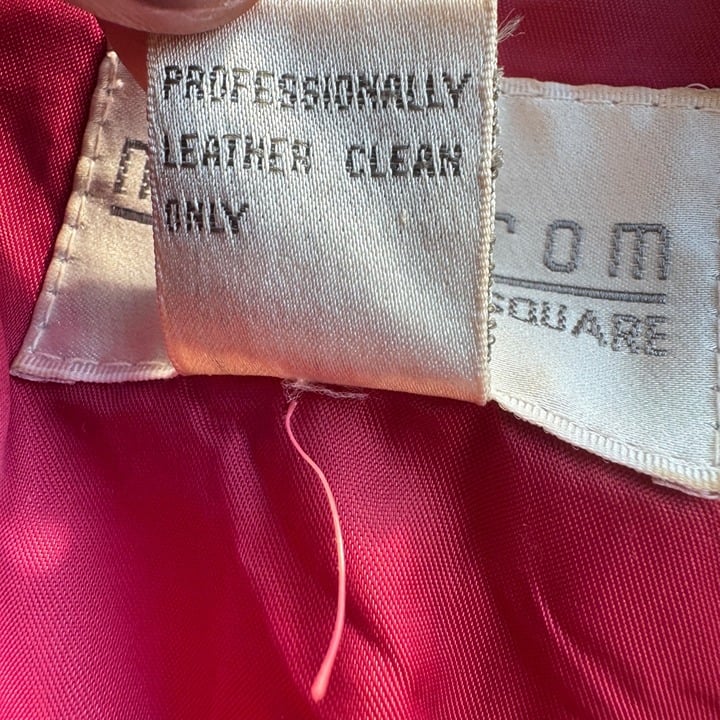 PROFESSIONALLY
LEATHER CLEAN
ONLY
com
SQUARE